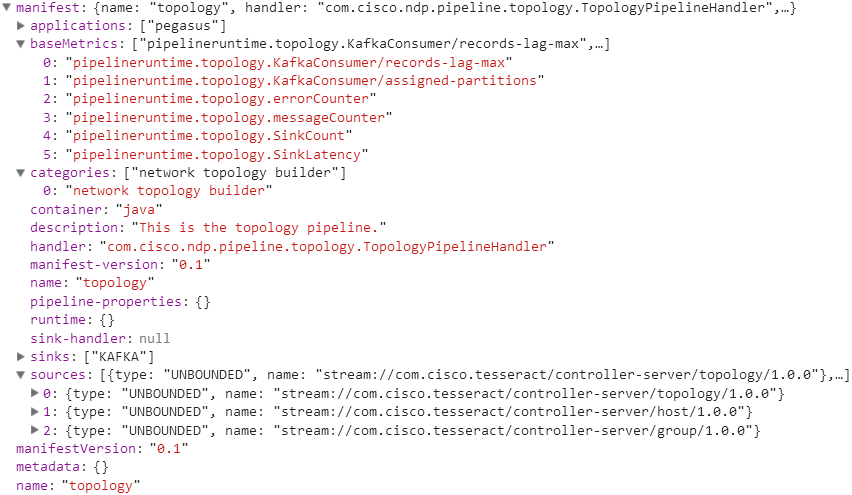 ▼ manifest: {name: "topology", handler: "com.cisco.ndp.pipeline.topology.TopologyPipelineHandler",…}
▶ applications: ["pegasus"]
▼ baseMetrics: ["pipelineruntime.topology.KafkaConsumer/records-lag-max",…]
0: "pipelineruntime.topology.KafkaConsumer/records-lag-max"
1: "pipelineruntime.topology.KafkaConsumer/assigned-partitions"
2: "pipelineruntime.topology.errorCounter"
3: "pipelineruntime.topology.messageCounter"
4: "pipelineruntime.topology.SinkCount"
5: "pipelineruntime.topology.SinkLatency"
▼ categories: ["network topology builder"]
0: "network topology builder"
container: "java"
description: "This is the topology pipeline."
handler: "com.cisco.ndp.pipeline.topology.TopologyPipelineHandler"
manifest-version: "0.1"
name: "topology"
pipeline-properties: {}
runtime: {}
sink-handler: null
▶ sinks: ["KAFKA"]
▼ sources: [{type: "UNBOUNDED", name: "stream://com.cisco.tesseract/controller-server/topology/1.0.0"},…]
▶ 0: {type: "UNBOUNDED", name: "stream://com.cisco.tesseract/controller-server/topology/1.0.0"}
▶ 1: {type: "UNBOUNDED", name: "stream://com.cisco.tesseract/controller-server/host/1.0.0"}
▶ 2: {type: "UNBOUNDED", name: "stream://com.cisco.tesseract/controller-server/group/1.0.0"}
manifestVersion: "0.1"
metadata: {}
name: "topology"